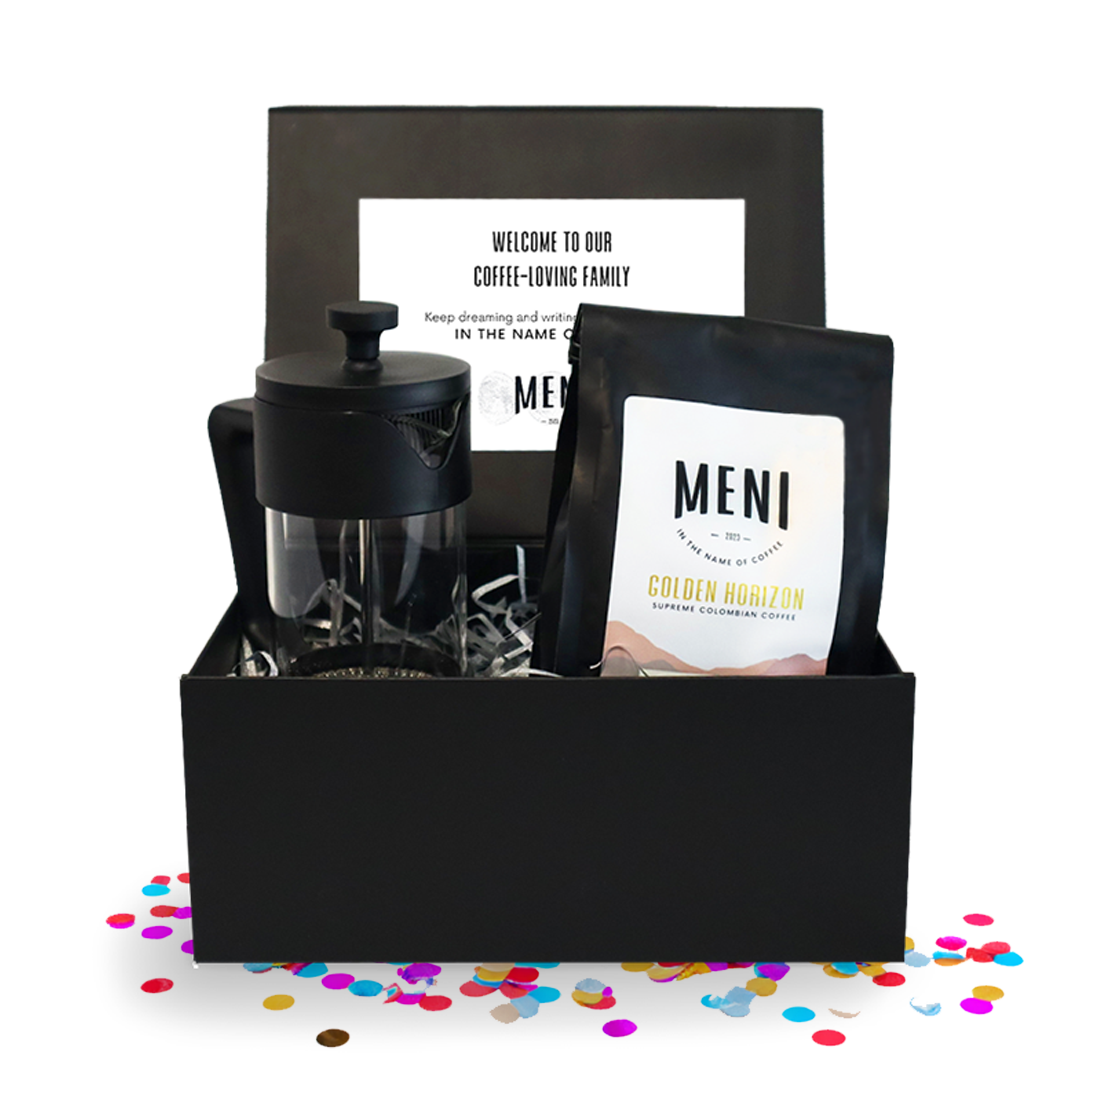 WELCOME TO OUR
COFFEE-LOVING FAMILY
Keep dreaming and writing
IN THE NAME
MENI
— 2023 —
IN THE NAME OF COFFEE
GOLDEN HORIZON
SUPREME COLOMBIAN COFFEE